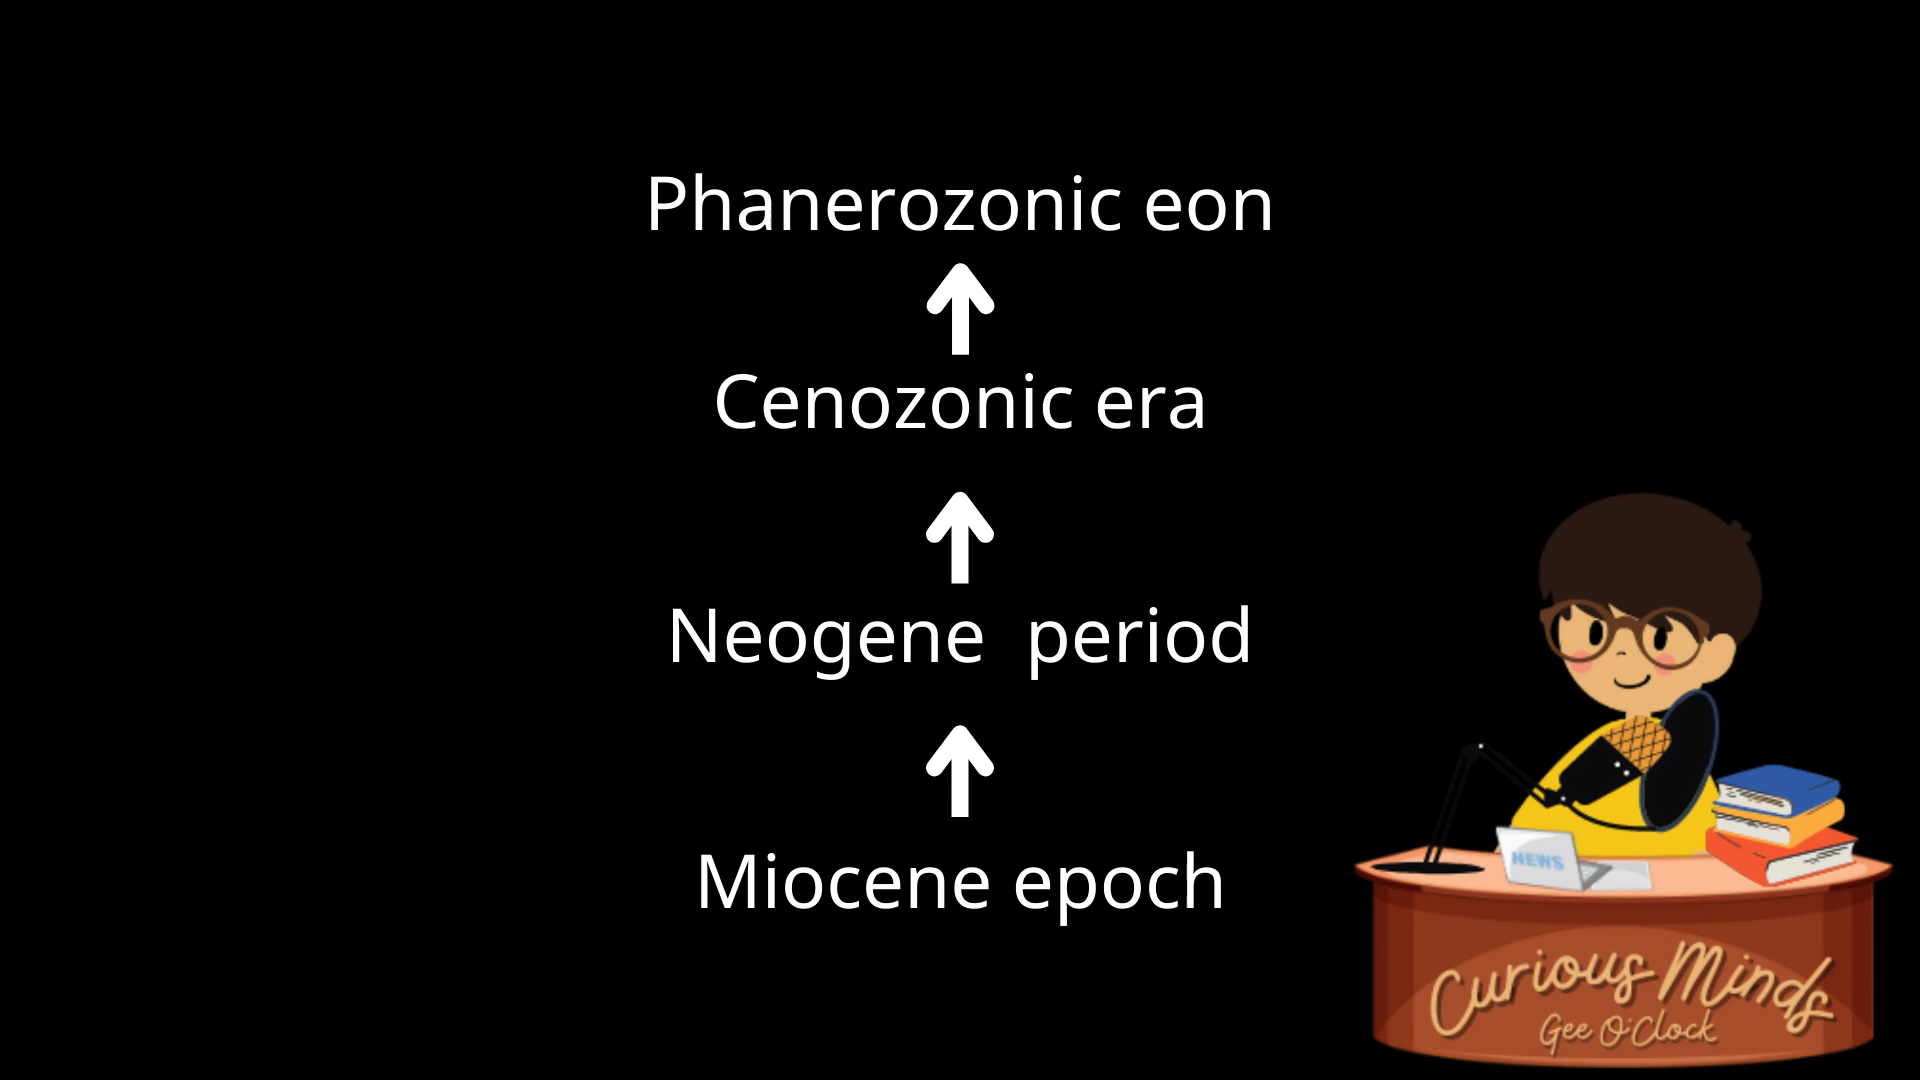 Phanerozonic eon
Cenozonic era
Neogene period
Miocene epoch
NEWS
Curious Minds
Gee O'Clock